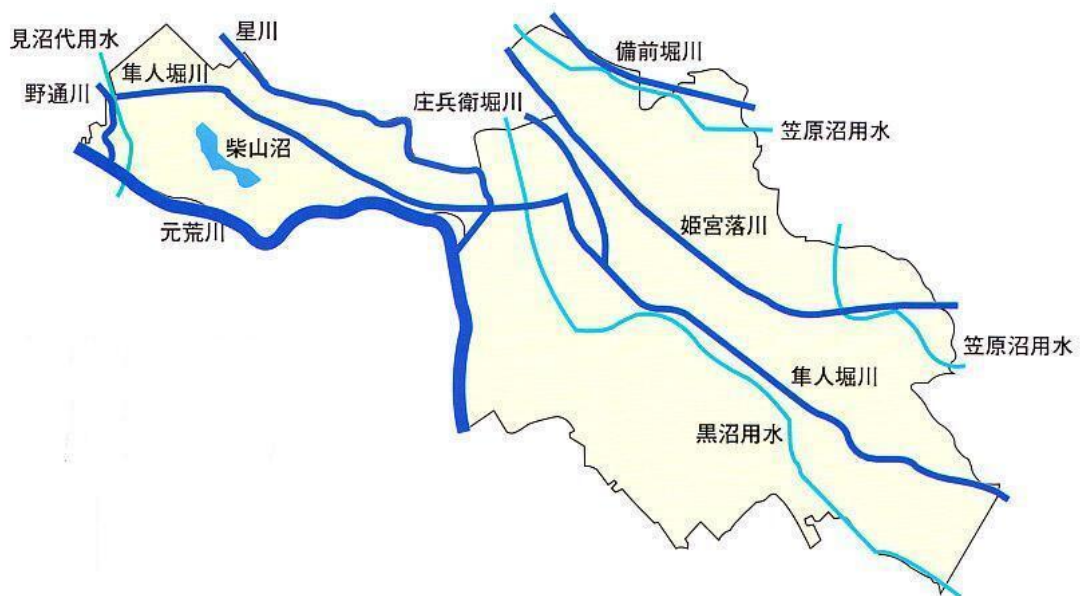 星川
見沼代用水
備前堀川
隼人堀川
野通川
庄兵衛堀川
笠原沼用水
柴山沼
姫宮落川
元荒川
笠原沼用水
隼人堀川
黒沼用水